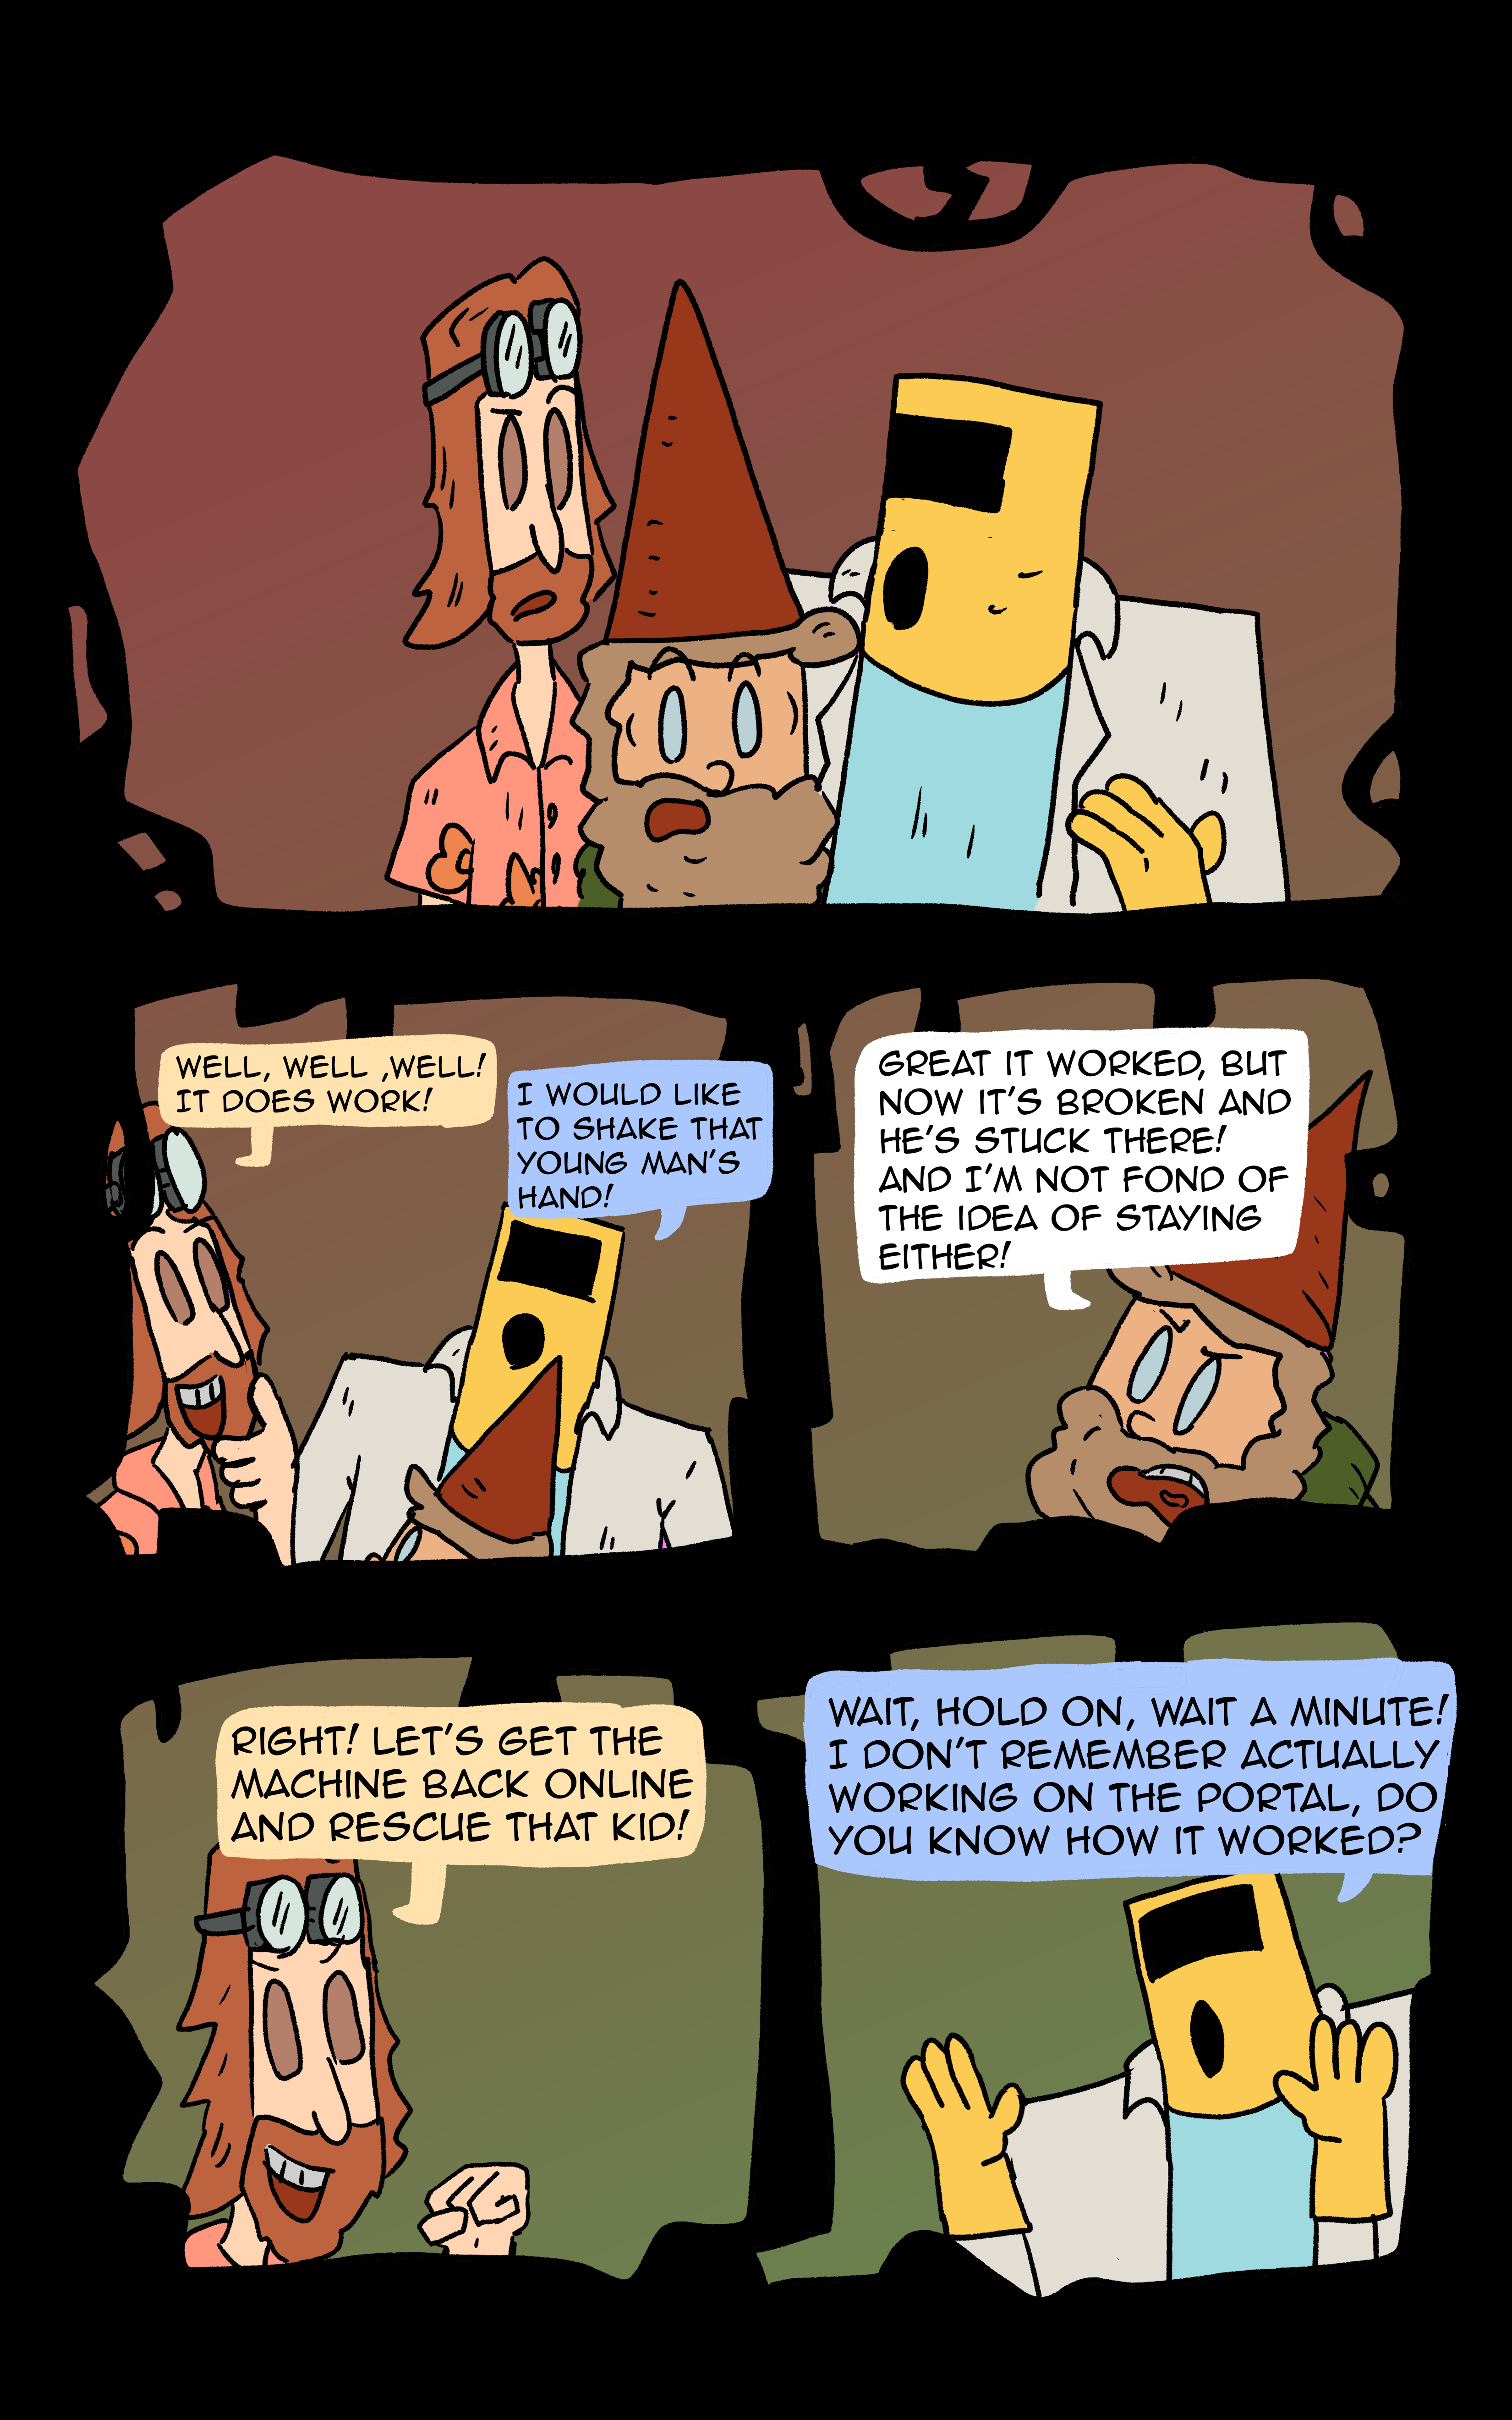 WELL, WELL ,WELL!
IT DOES WORK!
I WOULD LIKE
TO SHAKE THAT
YOUNG MAN'S
HAND!
GREAT IT WORKED, BUT
NOW IT'S BROKEN AND
HE'S STUCK THERE!
AND I'M NOT FOND OF
THE IDEA OF STAYING
EITHER!
RIGHT! LET'S GET THE
MACHINE BACK ONLINE
AND RESCUE THAT KID!
WAIT, HOLD ON, WAIT A MINUTE!
I DON'T REMEMBER ACTUALLY
WORKING ON THE PORTAL, DO
YOU KNOW HOW IT WORKED?